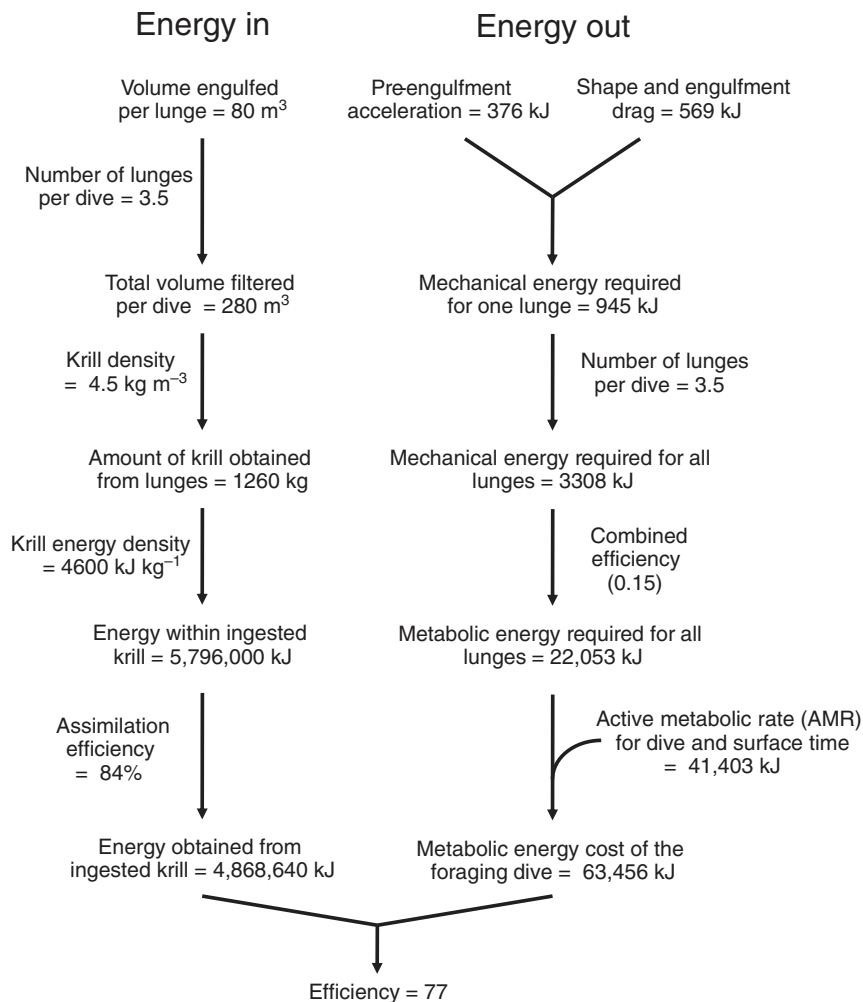 Energy in
Energy out
Volume engulfed
per lunge = 80 m³
Pre-engulfment
acceleration = 376 kJ
Shape and engulfment
drag = 569 kJ
Number of lunges
per dive = 3.5
Total volume filtered
per dive = 280 m³
Mechanical energy required
for one lunge = 945 kJ
Krill density
= 4.5 kg m⁻³
Number of lunges
per dive = 3.5
Amount of krill obtained
from lunges = 1260 kg
Mechanical energy required for all
lunges = 3308 kJ
Krill energy density
= 4600 kJ kg⁻¹
Combined
efficiency
(0.15)
Energy within ingested
krill = 5,796,000 kJ
Metabolic energy required for all
lunges = 22,053 kJ
Assimilation
efficiency
= 84%
Active metabolic rate (AMR)
for dive and surface time
= 41,403 kJ
Energy obtained from
ingested krill = 4,868,640 kJ
Metabolic energy cost of the
foraging dive = 63,456 kJ
Efficiency = 77